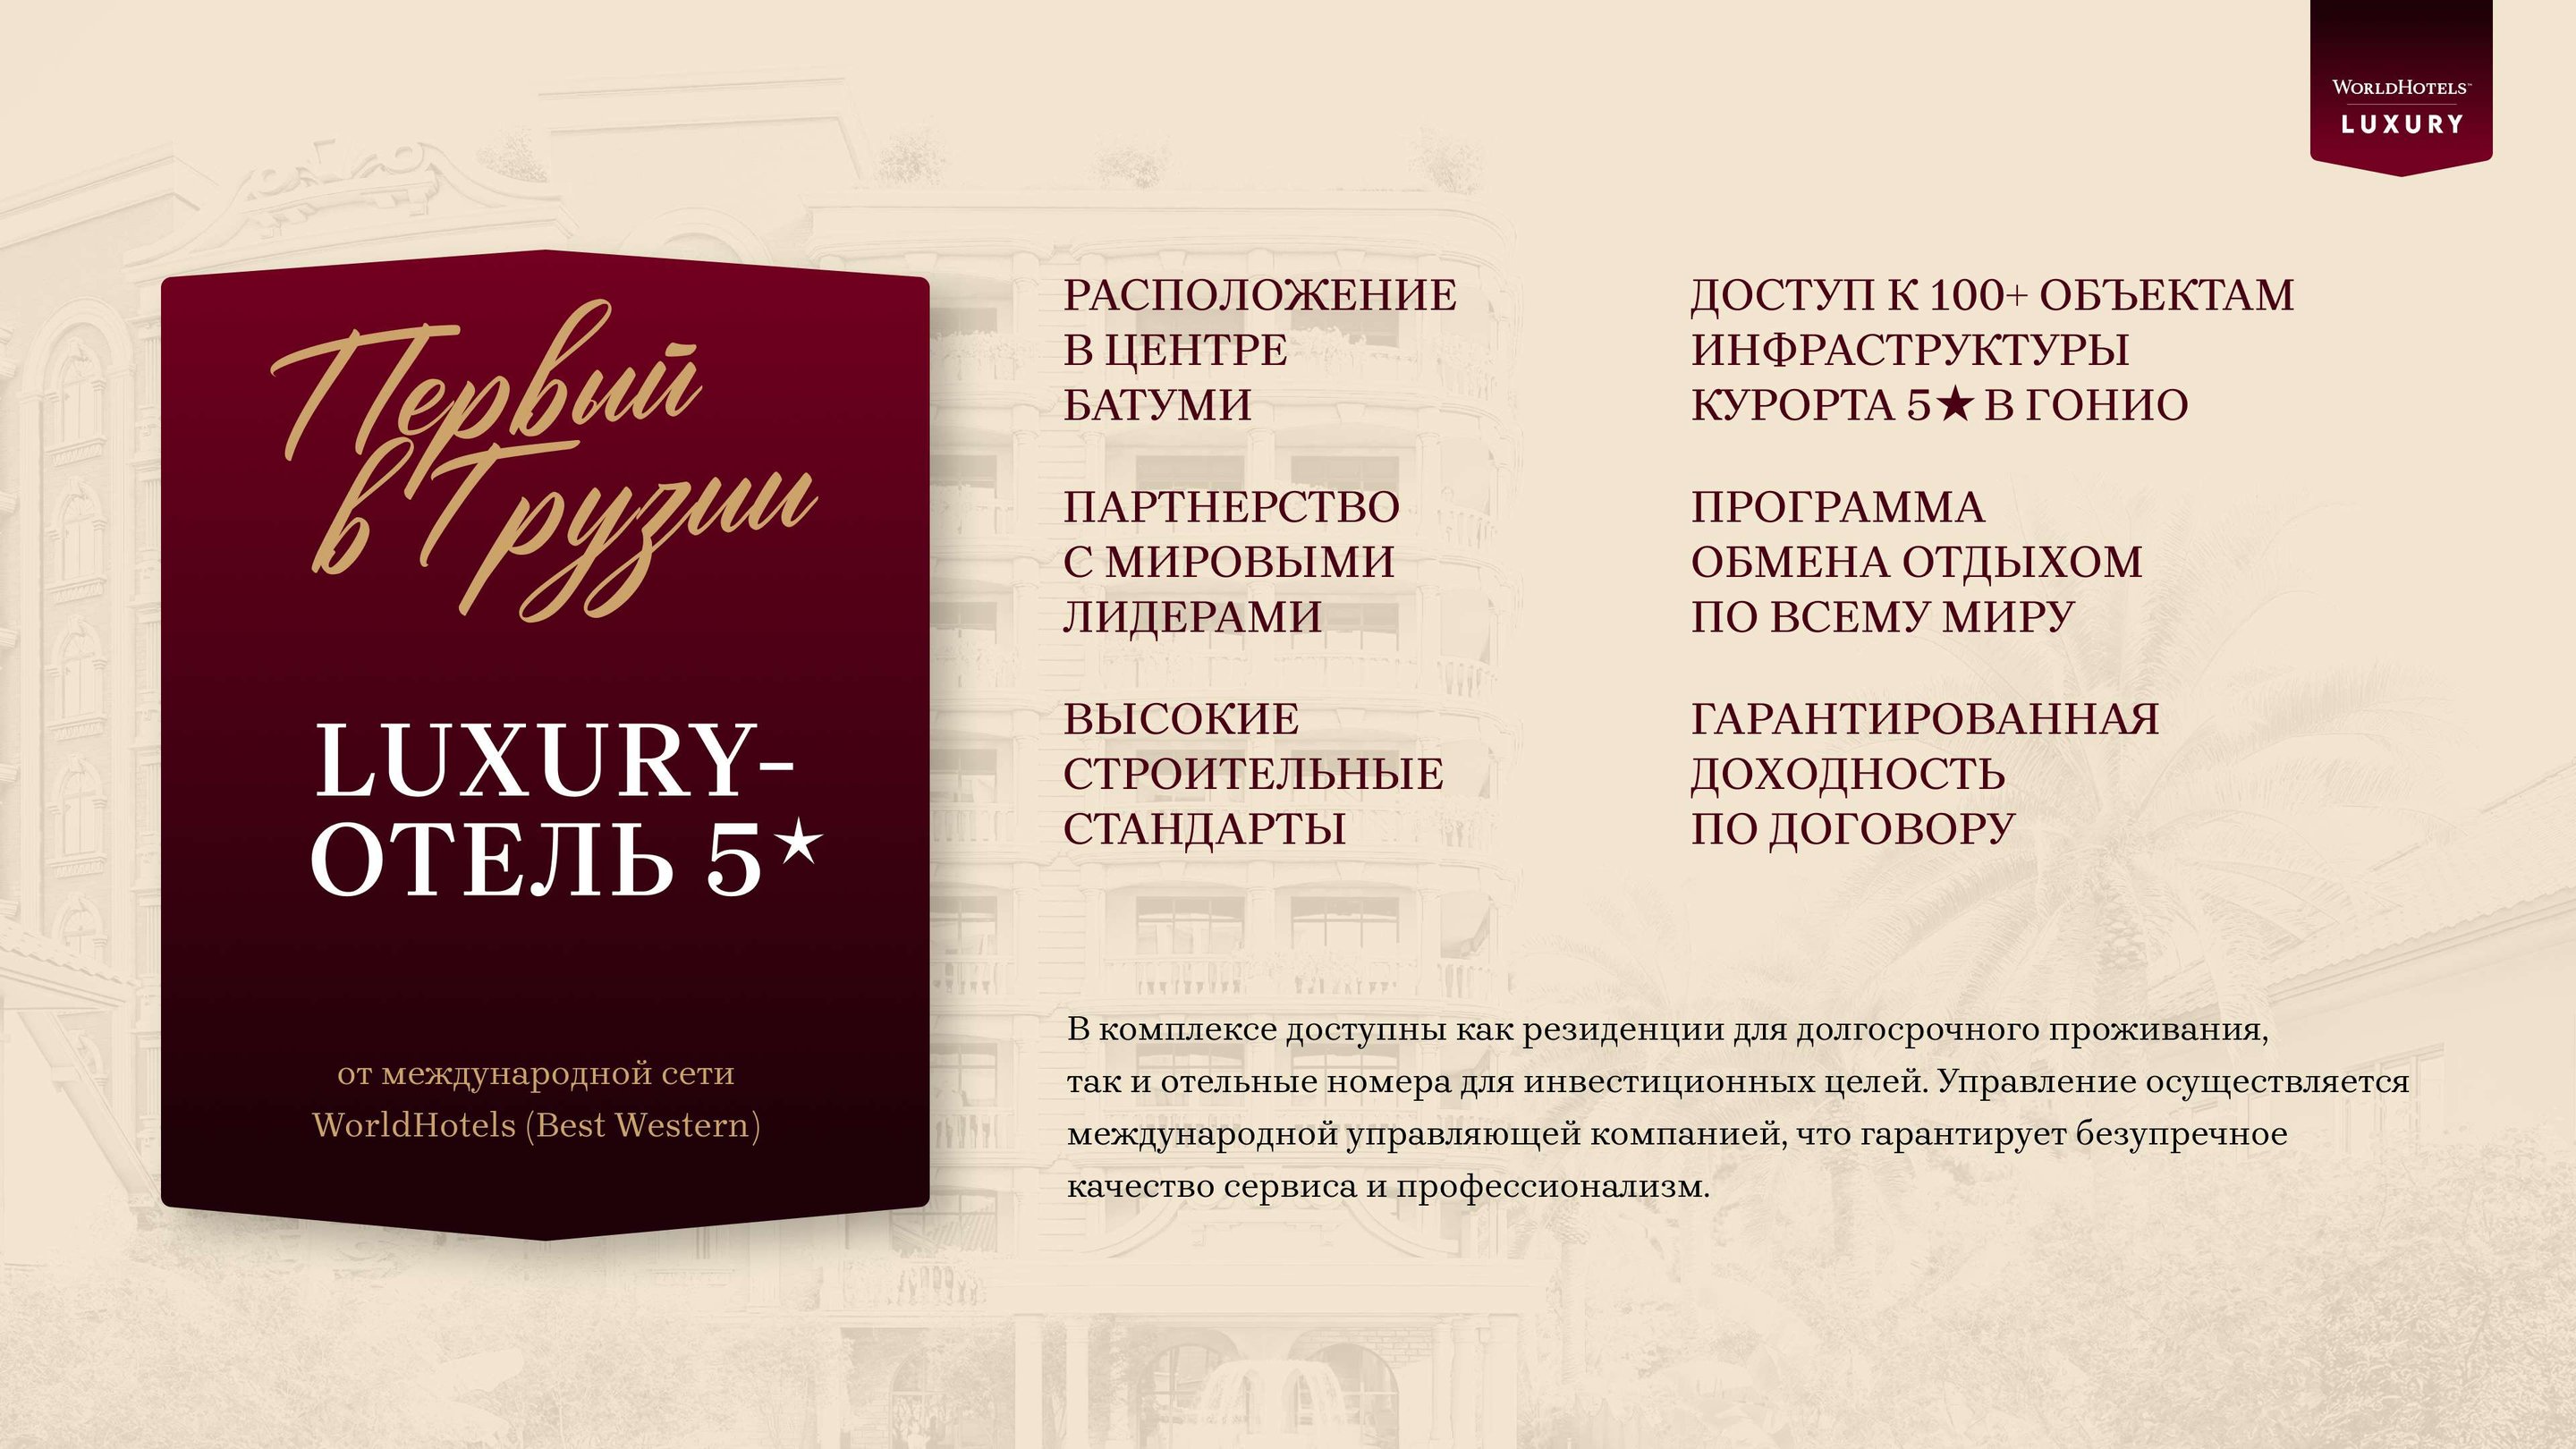 WORLDHOTELS™
LUXURY
Первый
в Грузии
LUXURY-
ОТЕЛЬ 5★
от международной сети
WorldHotels (Best Western)
РАСПОЛОЖЕНИЕ
В ЦЕНТРЕ
БАТУМИ
ПАРТНЕРСТВО
С МИРОВЫМИ
ЛИДЕРАМИ
ВЫСОКИЕ
СТРОИТЕЛЬНЫЕ
СТАНДАРТЫ
ДОСТУП К 100+ ОБЪЕКТАМ
ИНФРАСТРУКТУРЫ
КУРОРТА 5★ В ГОНИО
ПРОГРАММА
ОБМЕНА ОТДЫХОМ
ПО ВСЕМУ МИРУ
ГАРАНТИРОВАННАЯ
ДОХОДНОСТЬ
ПО ДОГОВОРУ
В комплексе доступны как резиденции для долгосрочного проживания,
так и отельные номера для инвестиционных целей. Управление осуществляется
международной управляющей компанией, что гарантирует безупречное
качество сервиса и профессионализм.